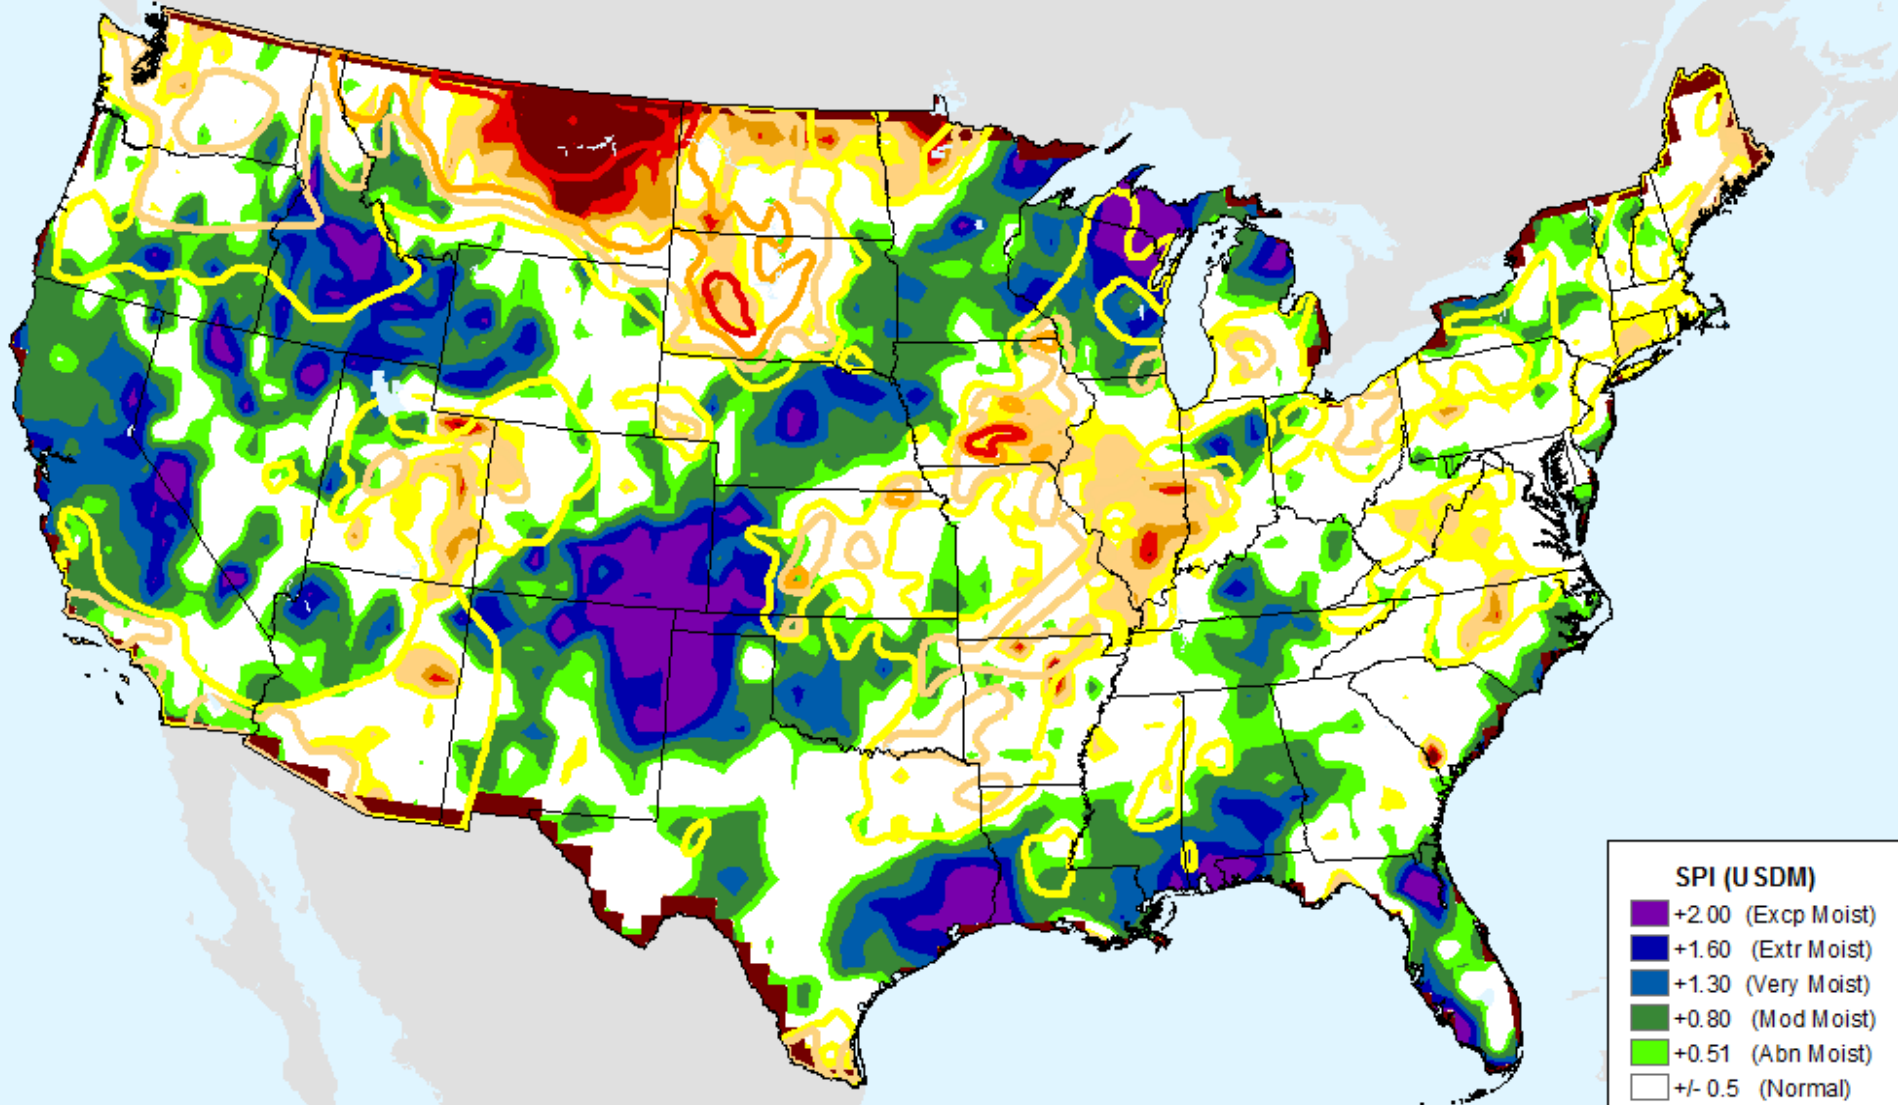 SPI (USDM)
+2.00 (Excp Moist)
+1.60 (Extr Moist)
+1.30 (Very Moist)
+0.80 (Mod Moist)
+0.51 (Abn Moist)
+/- 0.5 (Normal)